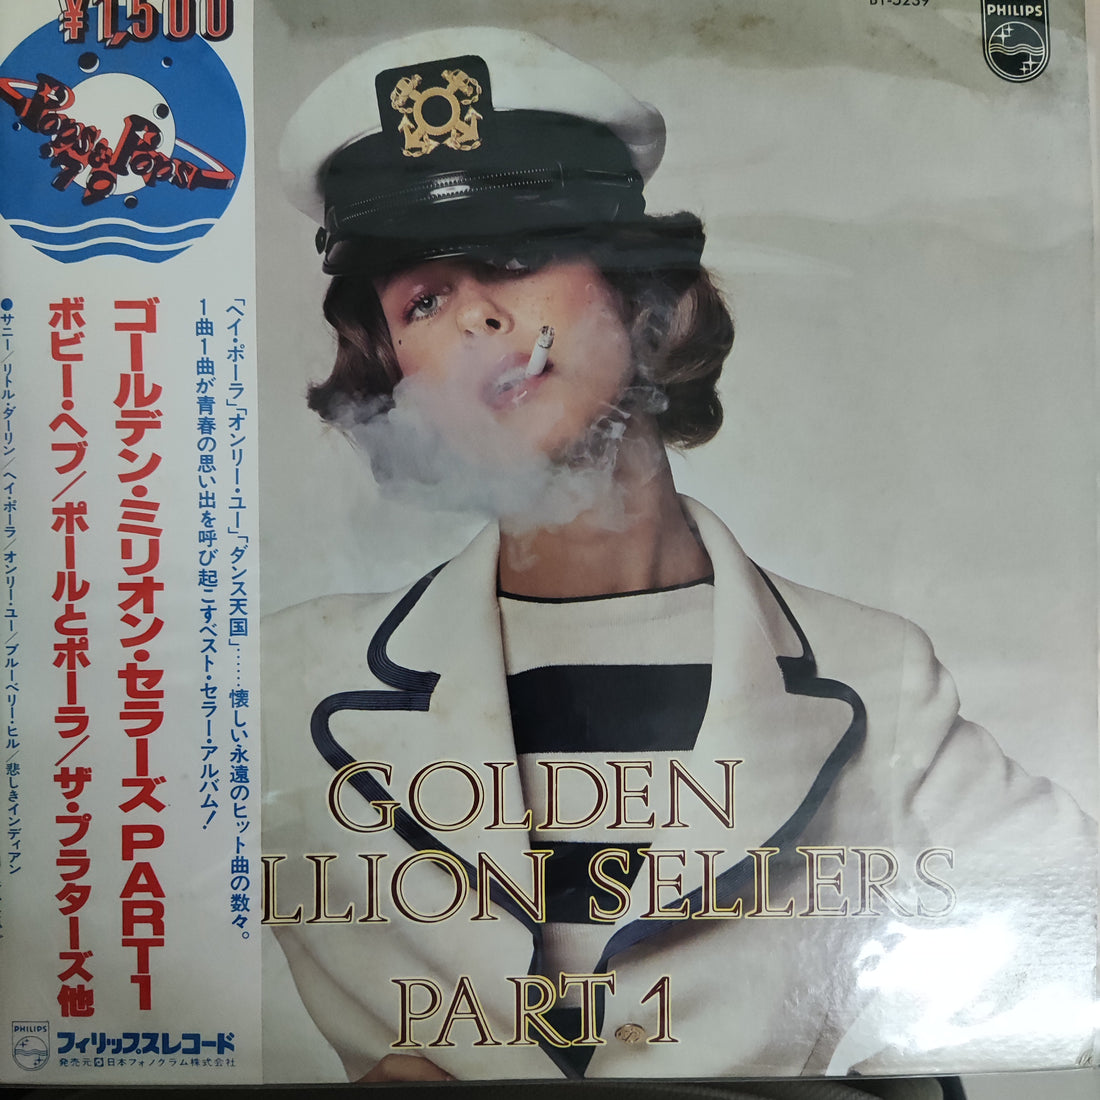 ¥1,500
Pops & Pops!
'79
「ヘイ・ポーラ」「オンリー・ユー」「ダンス天国」……懐しい永遠のヒット曲の数々。
1曲1曲が青春の思い出を呼び起こすベスト・セラー・アルバム!
ゴールデン・ミリオン・セラーズ PART 1
ボビー・ヘブ/ポールとポーラ/ザ・プラターズ他
●サニー/リトル・ダーリン/ヘイ・ポーラ/オンリー・ユー/ブルーベリー・ヒル/悲しきインディアン
PHILIPS
フィリップスレコード
発売元 日本フォノグラム株式会社
BT-5239
PHILIPS
GOLDEN
LLION SELLERS
PART 1